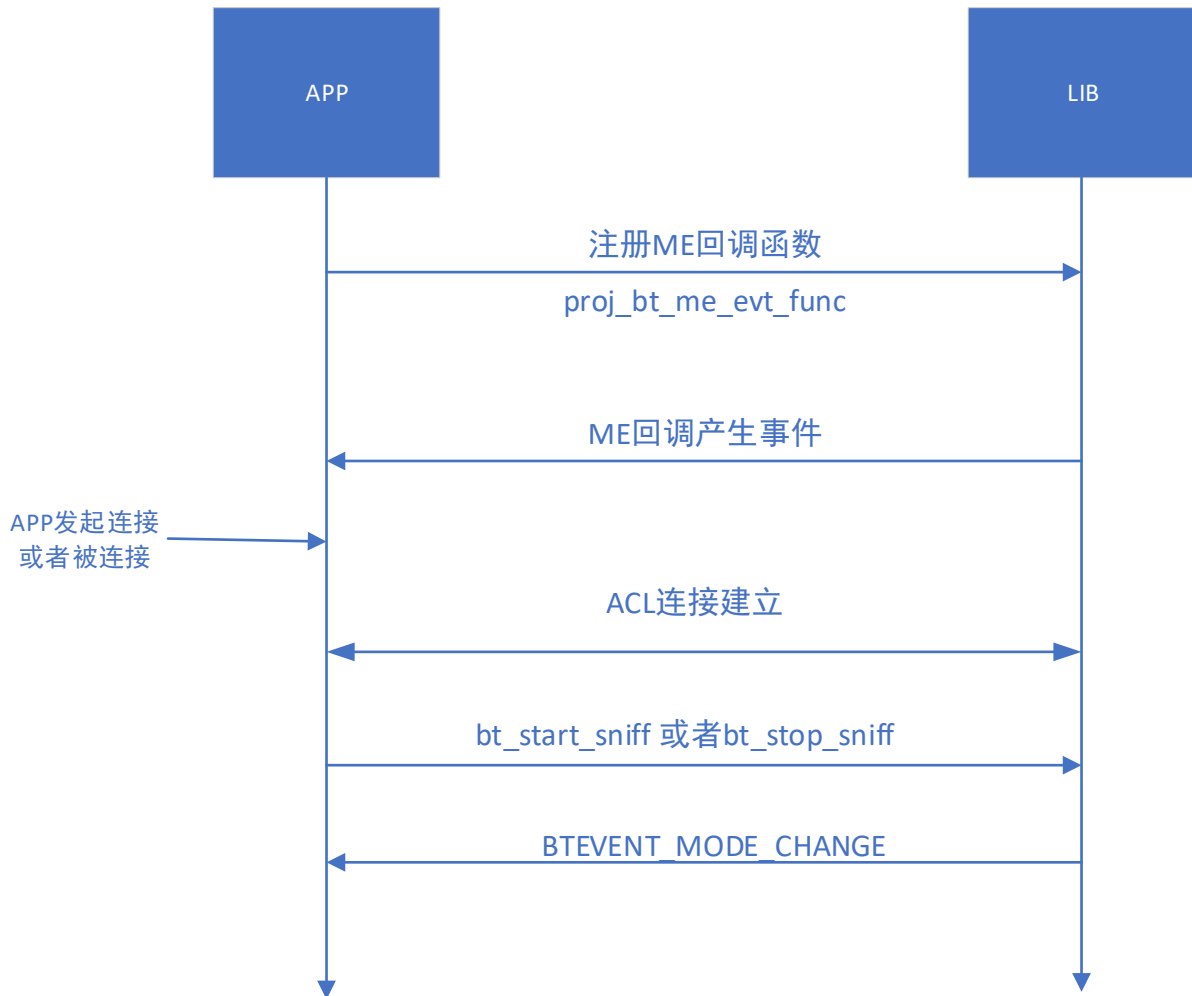 APP
LIB
注册ME回调函数
proj_bt_me_evt_func
ME回调产生事件
APP发起连接
或者被连接
ACL连接建立
bt_start_sniff 或者bt_stop_sniff
BTEVENT_MODE_CHANGE